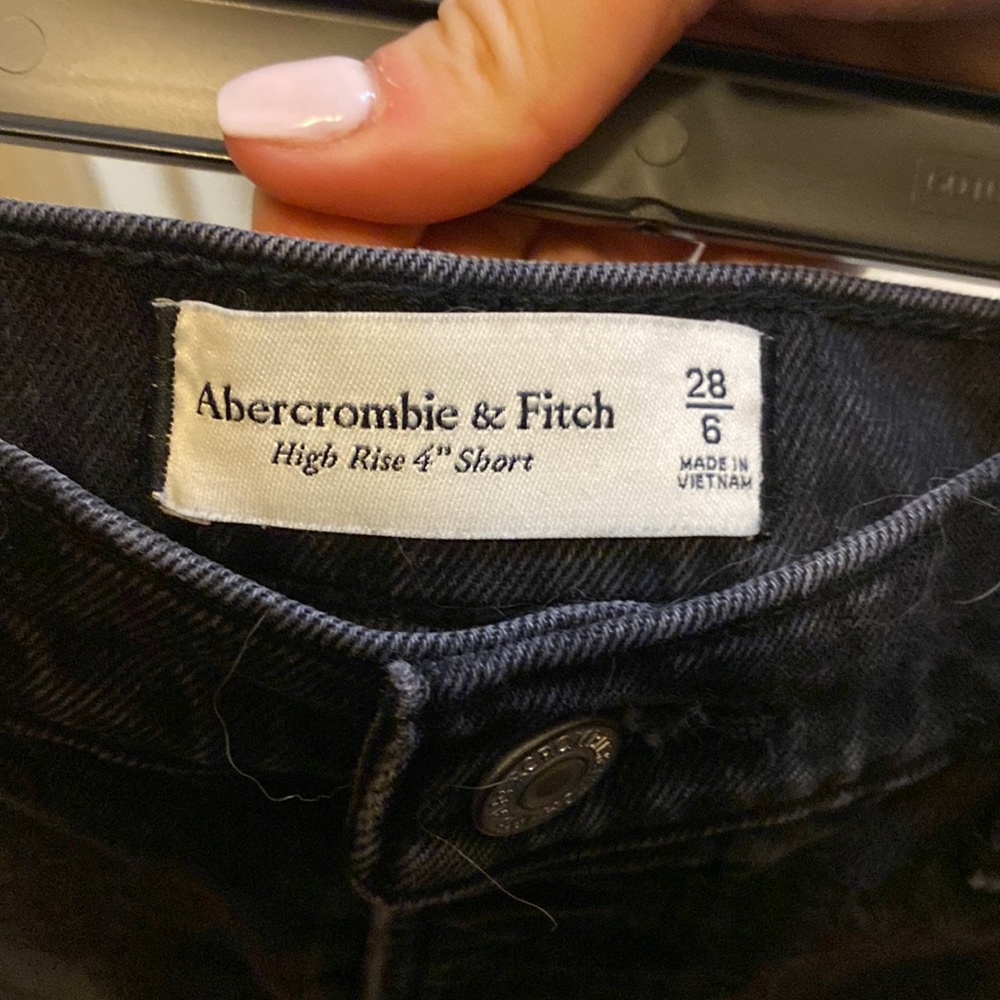 Abercrombie & Fitch
High Rise 4" Short
28
6
MADE IN
VIETNAM